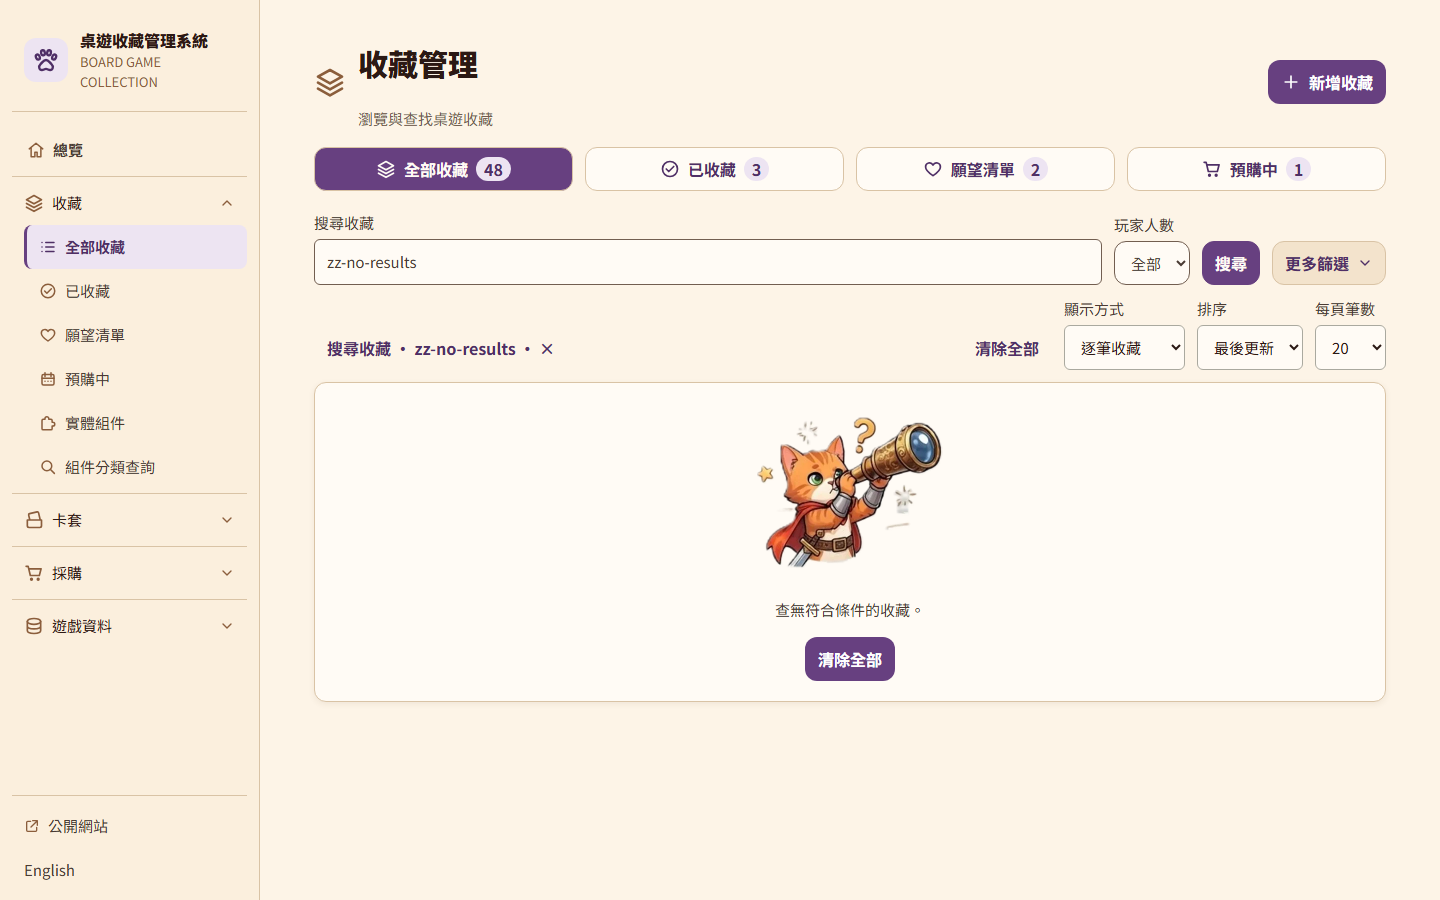 桌遊收藏管理系統
BOARD GAME
COLLECTION
總覽
收藏
全部收藏
已收藏
願望清單
預購中
實體組件
組件分類查詢
卡套
採購
遊戲資料
公開網站
English
收藏管理
瀏覽與查找桌遊收藏
新增收藏
全部收藏 48
已收藏 3
願望清單 2
預購中 1
搜尋收藏
zz-no-results
玩家人數
全部
搜尋
更多篩選
搜尋收藏 • zz-no-results • ×
清除全部
顯示方式
逐筆收藏
排序
最後更新
每頁筆數
20
?
查無符合條件的收藏。
清除全部